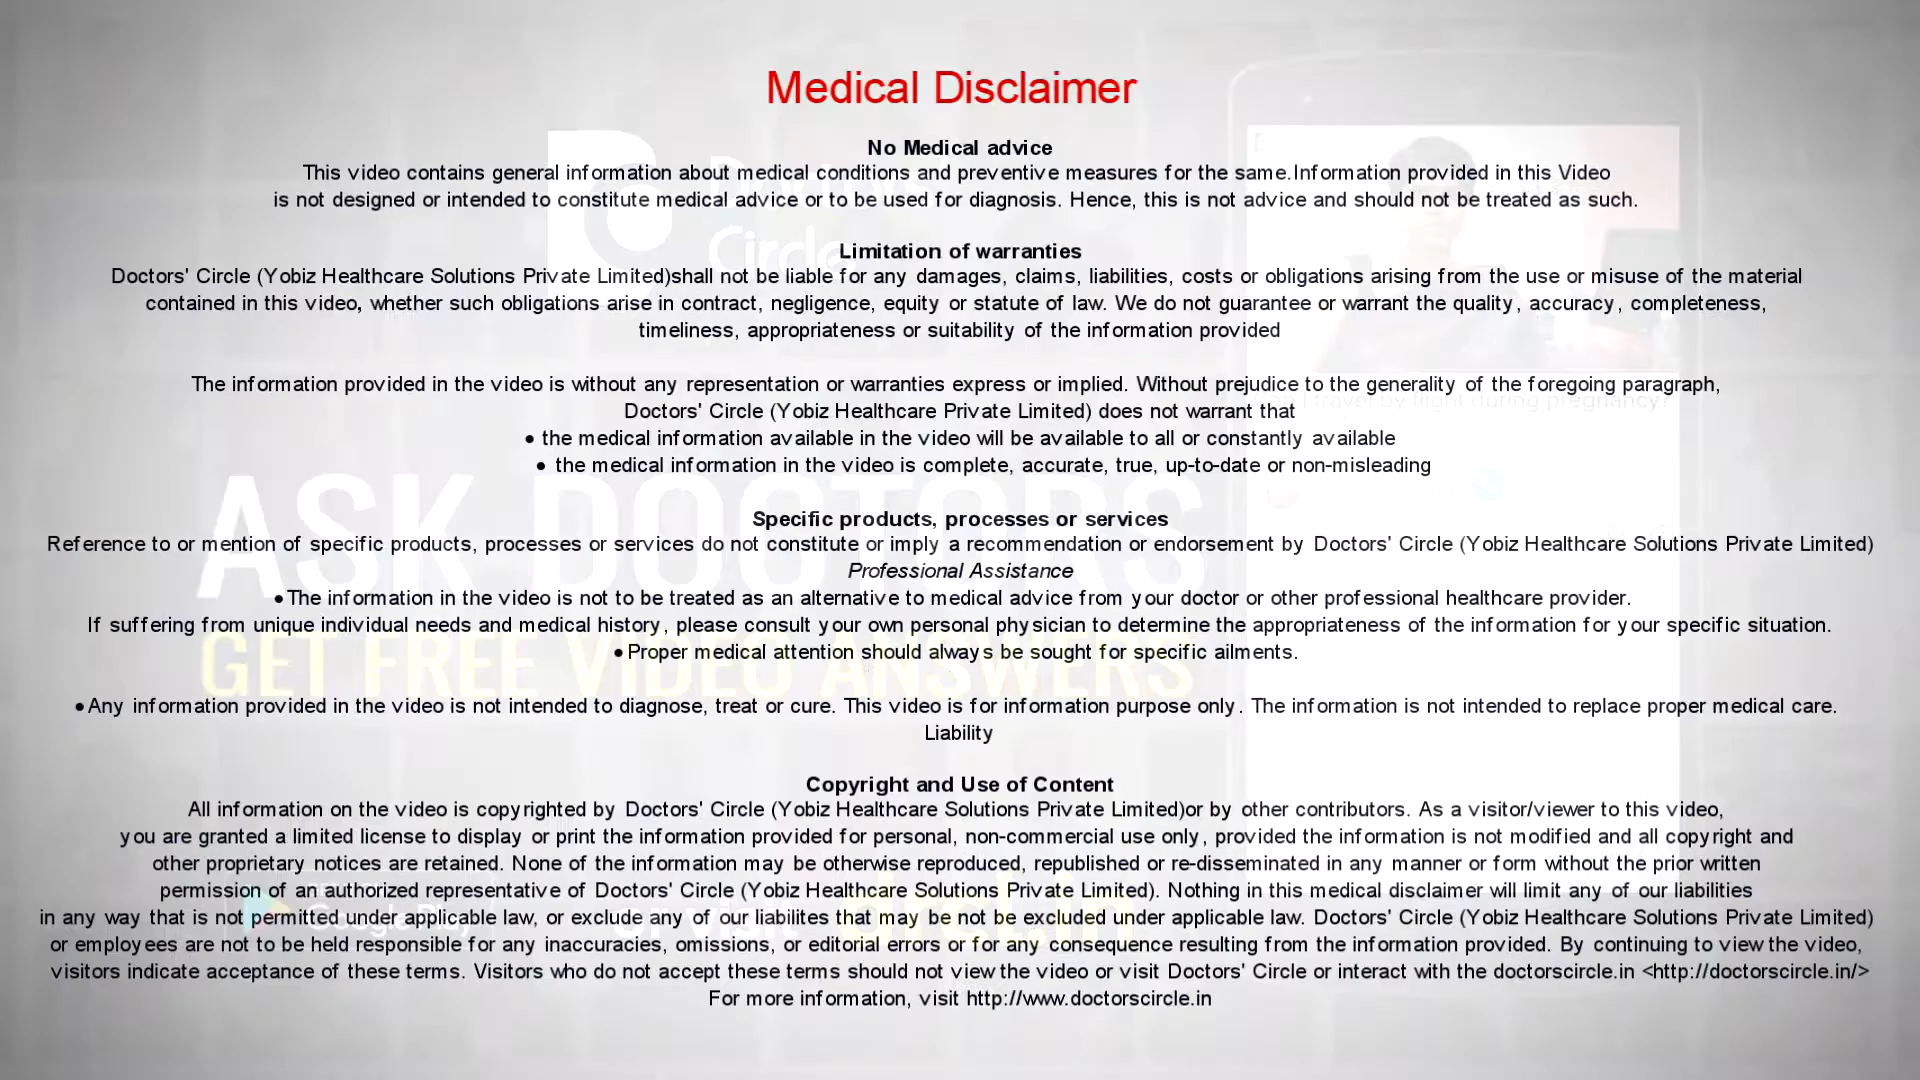 Medical Disclaimer
No Medical advice
This video contains general information about medical conditions and preventive measures for the same.Information provided in this Video
is not designed or intended to constitute medical advice or to be used for diagnosis. Hence, this is not advice and should not be treated as such.
Doctors'
Circle
Limitation of warranties
Doctors' Circle (Yobiz Healthcare Solutions Private Limited)shall not be liable for any damages, claims, liabilities, costs or obligations arising from the use or misuse of the material
contained in this video, whether such obligations arise in contract, negligence, equity or statute of law. We do not guarantee or warrant the quality, accuracy, completeness,
timeliness, appropriateness or suitability of the information provided
The information provided in the video is without any representation or warranties express or implied. Without prejudice to the generality of the foregoing paragraph,
Doctors' Circle (Yobiz Healthcare Private Limited) does not warrant that
Can I travel by flight during pregnancy?
• the medical information available in the video will be available to all or constantly available
• the medical information in the video is complete, accurate, true, up-to-date or non-misleading
ASK DOCTORS
Specific products, processes or services
Reference to or mention of specific products, processes or services do not constitute or imply a recommendation or endorsement by Doctors' Circle (Yobiz Healthcare Solutions Private Limited)
Professional Assistance
•The information in the video is not to be treated as an alternative to medical advice from your doctor or other professional healthcare provider.
If suffering from unique individual needs and medical history, please consult your own personal physician to determine the appropriateness of the information for your specific situation.
•Proper medical attention should always be sought for specific ailments.
GET FREE VIDEO ANSWERS
•Any information provided in the video is not intended to diagnose, treat or cure. This video is for information purpose only. The information is not intended to replace proper medical care.
Liability
Copyright and Use of Content
All information on the video is copyrighted by Doctors' Circle (Yobiz Healthcare Solutions Private Limited)or by other contributors. As a visitor/viewer to this video,
you are granted a limited license to display or print the information provided for personal, non-commercial use only, provided the information is not modified and all copyright and
other proprietary notices are retained. None of the information may be otherwise reproduced, republished or re-disseminated in any manner or form without the prior written
permission of an authorized representative of Doctors' Circle (Yobiz Healthcare Solutions Private Limited). Nothing in this medical disclaimer will limit any of our liabilities
in any way that is not permitted under applicable law, or exclude any of our liabilites that may be not be excluded under applicable law. Doctors' Circle (Yobiz Healthcare Solutions Private Limited)
Google Play or visit drcl.in
or employees are not to be held responsible for any inaccuracies, omissions, or editorial errors or for any consequence resulting from the information provided. By continuing to view the video,
visitors indicate acceptance of these terms. Visitors who do not accept these terms should not view the video or visit Doctors' Circle or interact with the doctorscircle.in <http://doctorscircle.in/>
For more information, visit http://www.doctorscircle.in